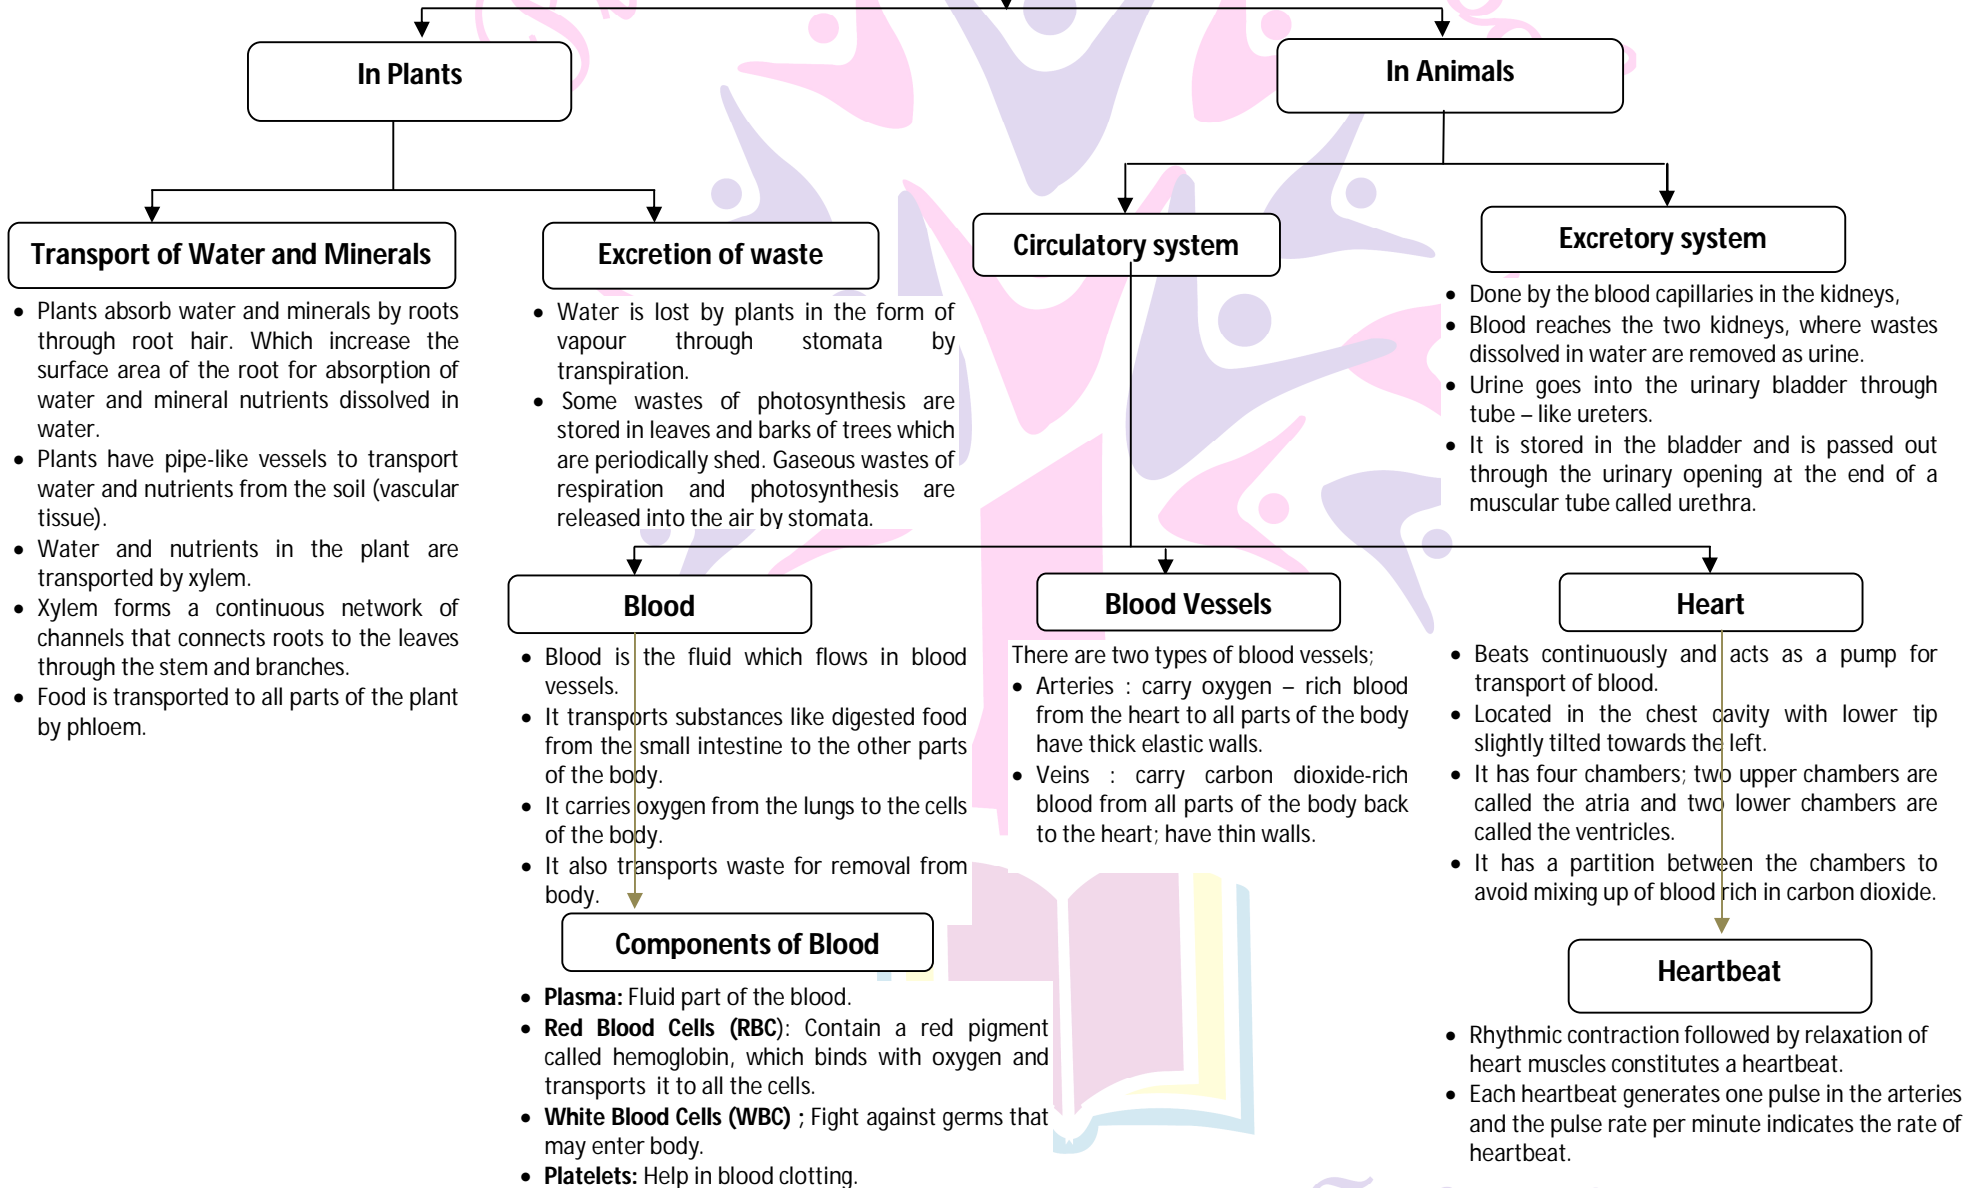 In Plants
In Animals
Transport of Water and Minerals
• Plants absorb water and minerals by roots
through root hair. Which increase the
surface area of the root for absorption of
water and mineral nutrients dissolved in
water.
• Plants have pipe-like vessels to transport
water and nutrients from the soil (vascular
tissue).
• Water and nutrients in the plant are
transported by xylem.
• Xylem forms a continuous network of
channels that connects roots to the leaves
through the stem and branches.
• Food is transported to all parts of the plant
by phloem.
Excretion of waste
• Water is lost by plants in the form of
vapour through stomata by
transpiration.
• Some wastes of photosynthesis are
stored in leaves and barks of trees which
are periodically shed. Gaseous wastes of
respiration and photosynthesis are
released into the air by stomata.
Circulatory system
Excretory system
• Done by the blood capillaries in the kidneys,
• Blood reaches the two kidneys, where wastes
dissolved in water are removed as urine.
• Urine goes into the urinary bladder through
tube – like ureters.
• It is stored in the bladder and is passed out
through the urinary opening at the end of a
muscular tube called urethra.
Blood
• Blood is the fluid which flows in blood
vessels.
• It transports substances like digested food
from the small intestine to the other parts
of the body.
• It carries oxygen from the lungs to the cells
of the body.
• It also transports waste for removal from
body.
Components of Blood
• Plasma: Fluid part of the blood.
• Red Blood Cells (RBC): Contain a red pigment
called hemoglobin, which binds with oxygen and
transports it to all the cells.
• White Blood Cells (WBC) ; Fight against germs that
may enter body.
• Platelets: Help in blood clotting.
Blood Vessels
There are two types of blood vessels;
• Arteries : carry oxygen – rich blood
from the heart to all parts of the body
have thick elastic walls.
• Veins : carry carbon dioxide-rich
blood from all parts of the body back
to the heart; have thin walls.
Heart
• Beats continuously and acts as a pump for
transport of blood.
• Located in the chest cavity with lower tip
slightly tilted towards the left.
• It has four chambers; two upper chambers are
called the atria and two lower chambers are
called the ventricles.
• It has a partition between the chambers to
avoid mixing up of blood rich in carbon dioxide.
Heartbeat
• Rhythmic contraction followed by relaxation of
heart muscles constitutes a heartbeat.
• Each heartbeat generates one pulse in the arteries
and the pulse rate per minute indicates the rate of
heartbeat.